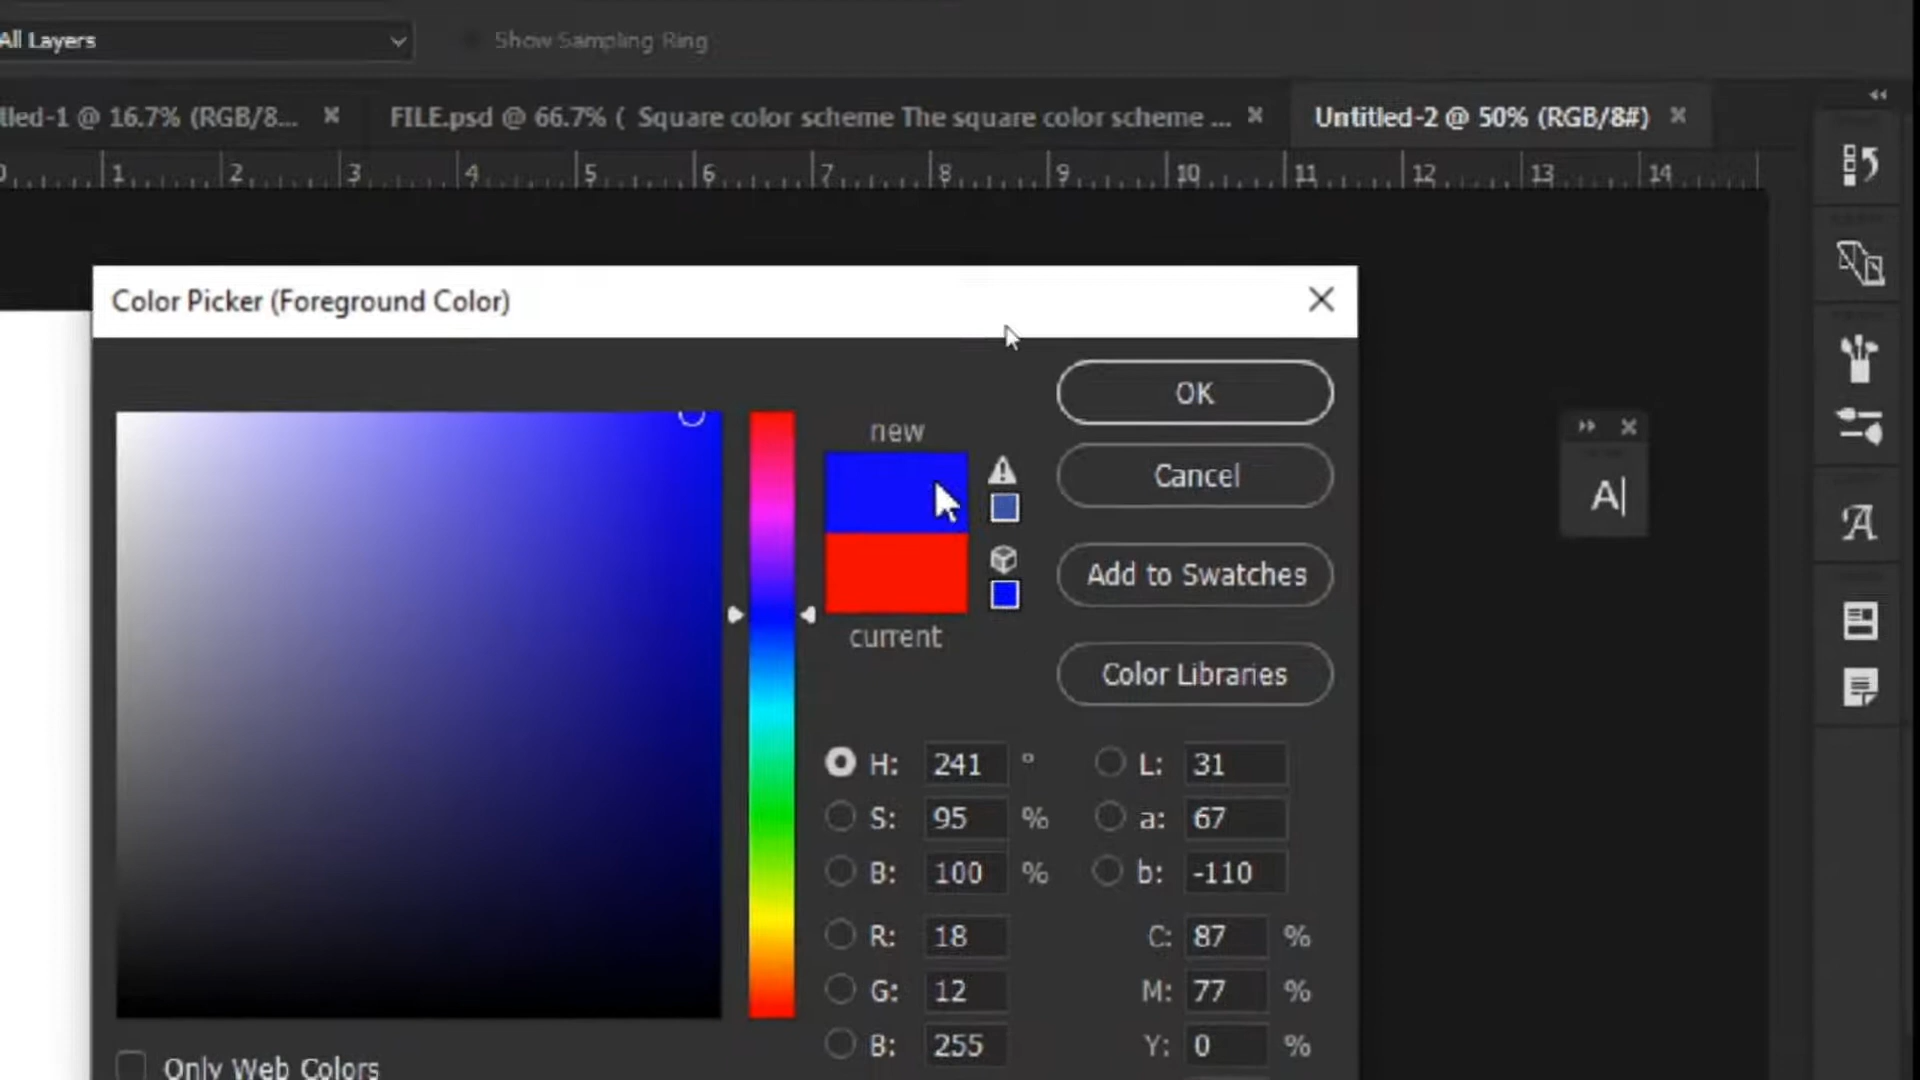 All Layers
Show Sampling Ring
tled-1 @ 16.7% (RGB/8...
FILE.psd @ 66.7% ( Square color scheme The square color scheme ...
Untitled-2 @ 50% (RGB/8#)
0 1 2 3 4 5 6 7 8 9 10 11 12 13 14
Color Picker (Foreground Color)
OK
new
Cancel
A|
Add to Swatches
current
Color Libraries
H: 241 °
L: 31
S: 95 %
a: 67
B: 100 %
b: -110
R: 18
C: 87 %
G: 12
M: 77 %
B: 255
Y: 0 %
Only Web Colors